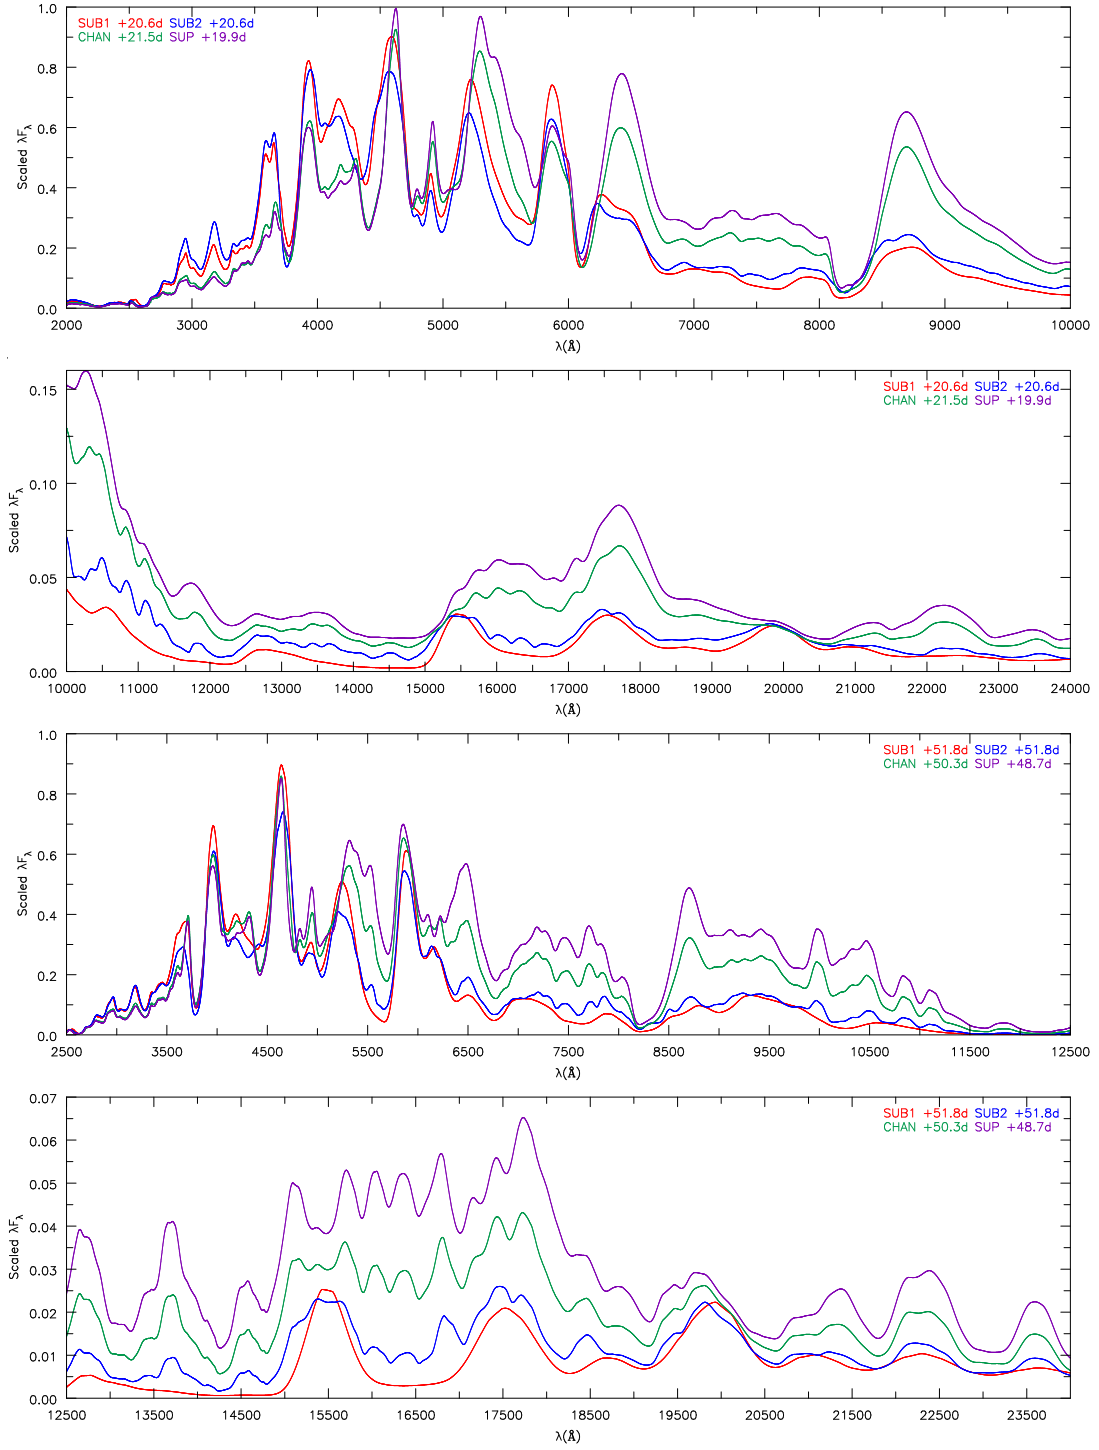 1.0
SUB1 +20.6d SUB2 +20.6d
CHAN +21.5d SUP +19.9d
0.8
0.6
Scaled λFλ
0.4
0.2
0.0
2000 3000 4000 5000 6000 7000 8000 9000 10000
λ(Å)
0.15
SUB1 +20.6d SUB2 +20.6d
CHAN +21.5d SUP +19.9d
0.10
Scaled λFλ
0.05
0.00
10000 11000 12000 13000 14000 15000 16000 17000 18000 19000 20000 21000 22000 23000 24000
λ(Å)
1.0
SUB1 +51.8d SUB2 +51.8d
CHAN +50.3d SUP +48.7d
0.8
0.6
Scaled λFλ
0.4
0.2
0.0
2500 3500 4500 5500 6500 7500 8500 9500 10500 11500 12500
λ(Å)
0.07
SUB1 +51.8d SUB2 +51.8d
CHAN +50.3d SUP +48.7d
0.06
0.05
0.04
Scaled λFλ
0.03
0.02
0.01
0.00
12500 13500 14500 15500 16500 17500 18500 19500 20500 21500 22500 23500
λ(Å)